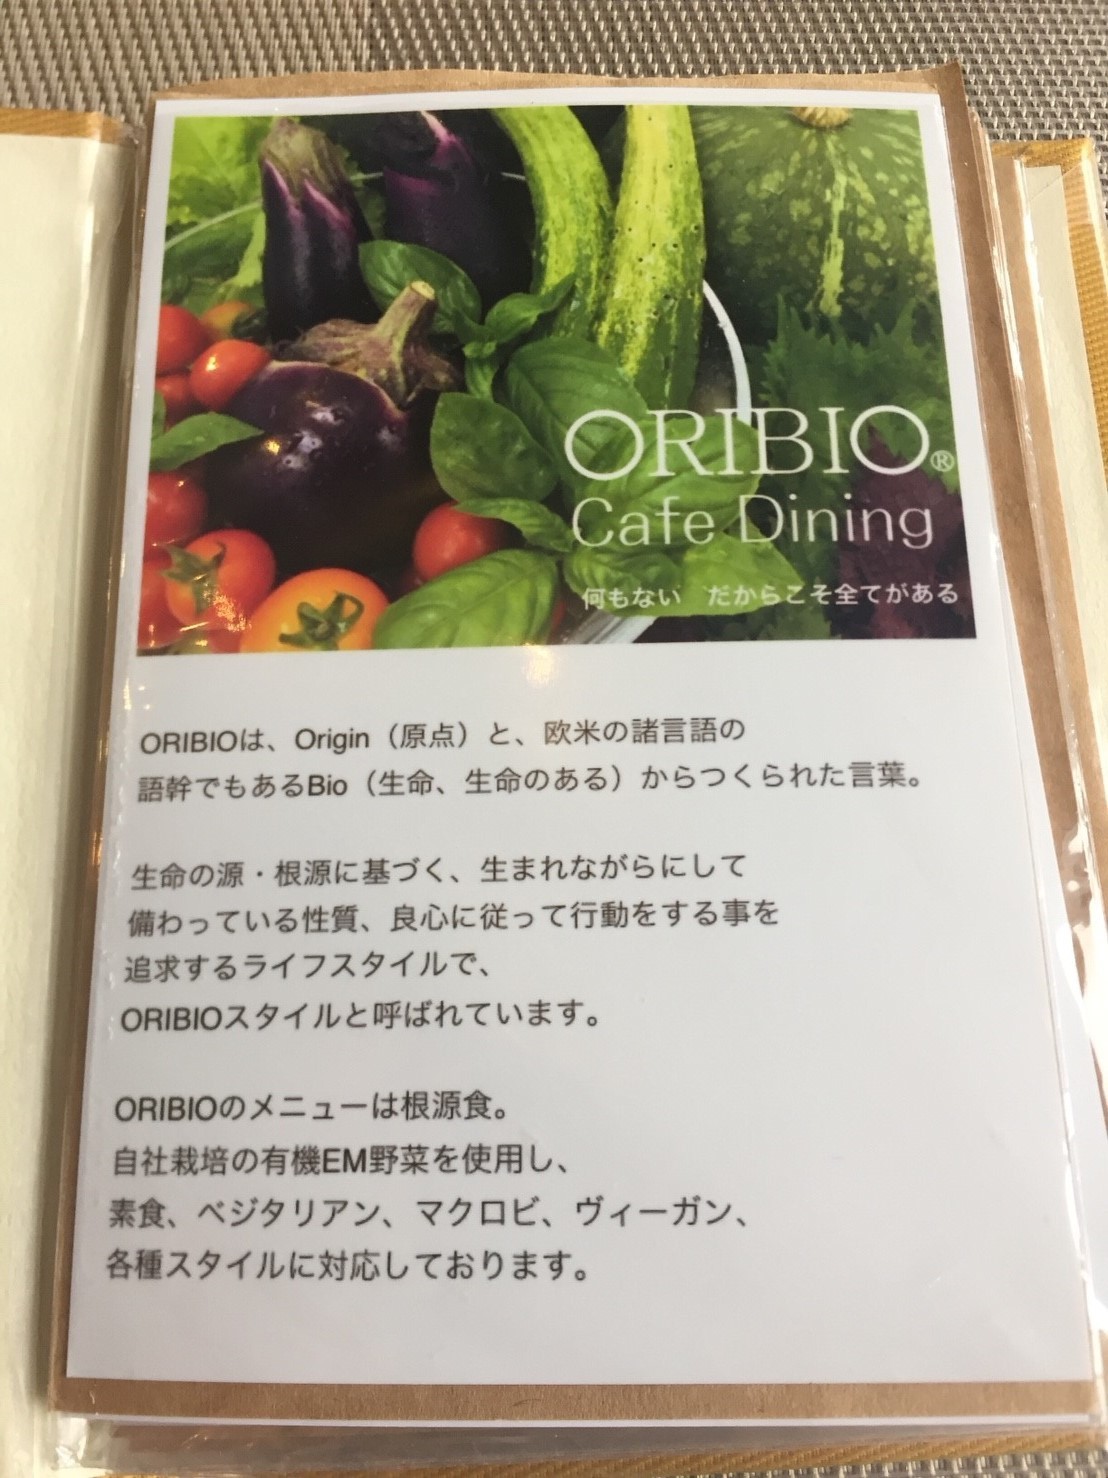 ORIBIO®
Cafe Dining
何もない　だからこそ全てがある
ORIBIOは、Origin（原点）と、欧米の諸言語の
語幹でもあるBio（生命、生命のある）からつくられた言葉。
生命の源・根源に基づく、生まれながらにして
備わっている性質、良心に従って行動をする事を
追求するライフスタイルで、
ORIBIOスタイルと呼ばれています。
ORIBIOのメニューは根源食。
自社栽培の有機EM野菜を使用し、
素食、ベジタリアン、マクロビ、ヴィーガン、
各種スタイルに対応しております。